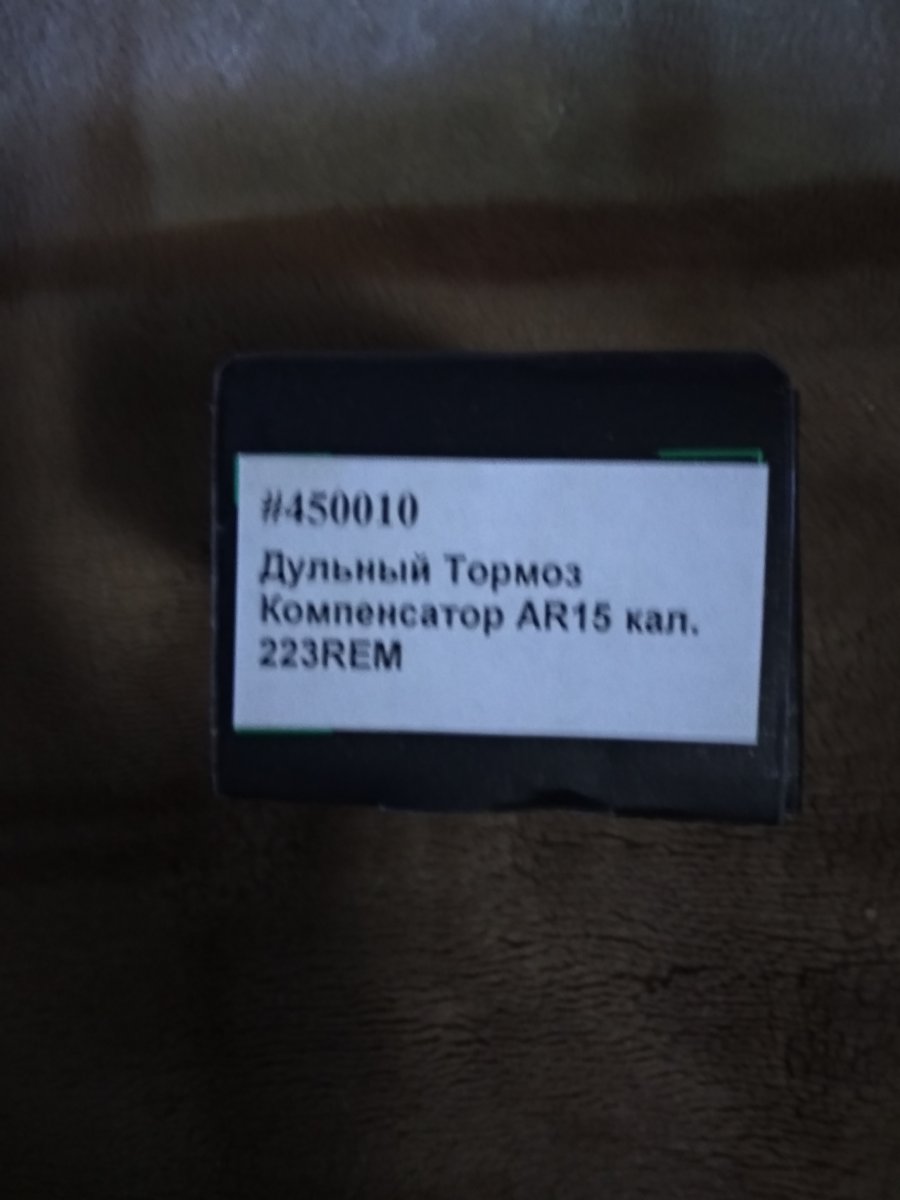 #450010
Дульный Тормоз
Компенсатор AR15 кал.
223REM